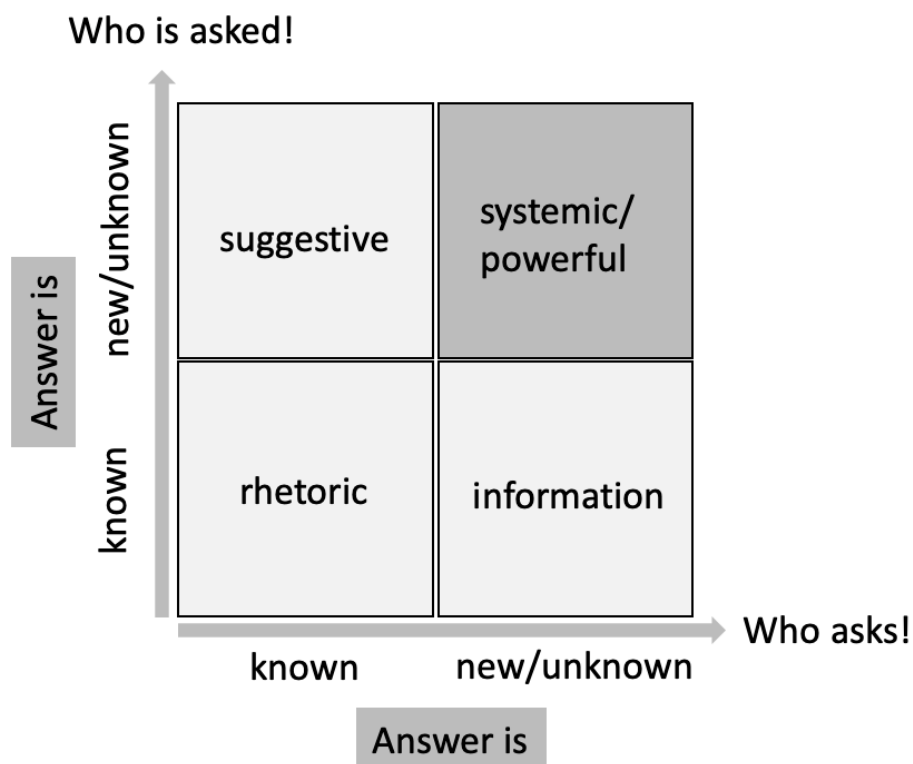 Who is asked!
new/unknown
suggestive
systemic/
powerful
Answer is
known
rhetoric
information
Who asks!
known
new/unknown
Answer is